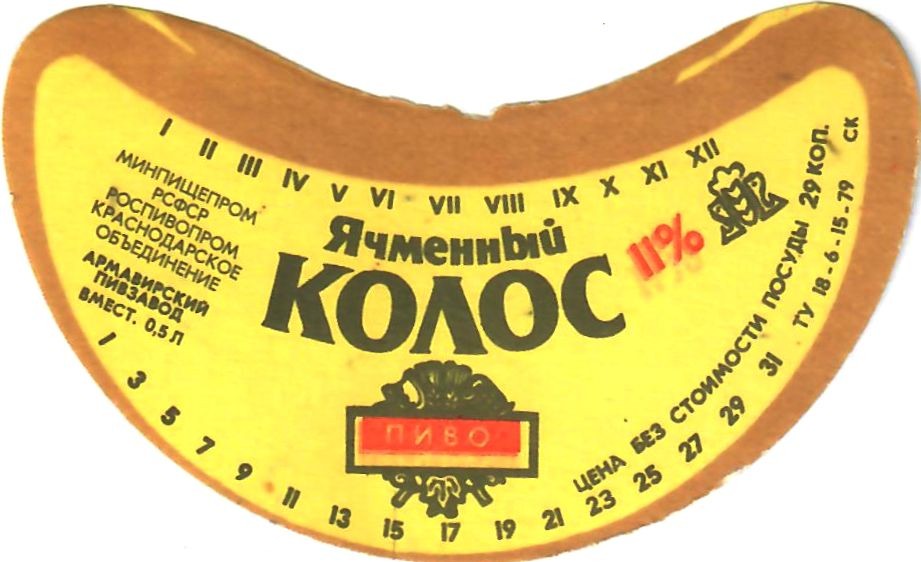 I II III IV V VI VII VIII IX X XI XII
МИНПИЩЕПРОМ
РСФСР
РОСПИВОПРОМ
КРАСНОДАРСКОЕ
ОБЪЕДИНЕНИЕ
АРМАВИРСКИЙ
ПИВЗАВОД
ВМЕСТ. 0,5 Л
Ячменный
КОЛОС
11%
ПИВО
ЦЕНА БЕЗ СТОИМОСТИ ПОСУДЫ 29 КОП.
ТУ 18-6-15-79 СК
1 3 5 7 9 11 13 15 17 19 21 23 25 27 29 31